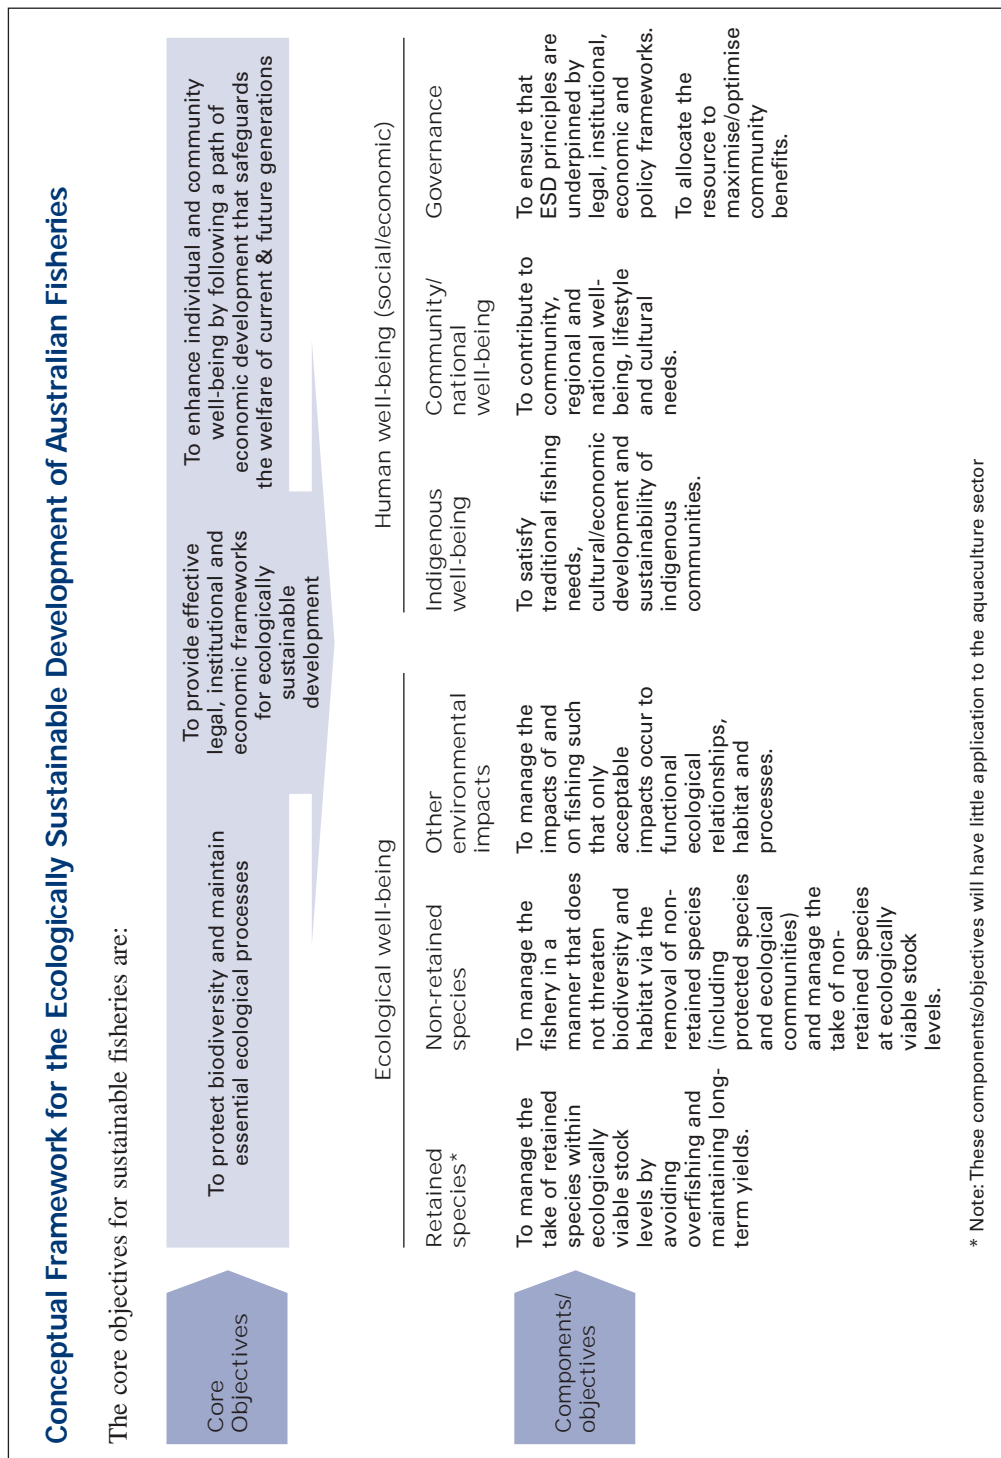 Conceptual Framework for the Ecologically Sustainable Development of Australian Fisheries
The core objectives for sustainable fisheries are:
Core
Objectives
To protect biodiversity and maintain
essential ecological processes
To provide effective
legal, institutional and
economic frameworks
for ecologically
sustainable
development
To enhance individual and community
well-being by following a path of
economic development that safeguards
the welfare of current & future generations
Ecological well-being
Human well-being (social/economic)
Retained
species*
Non-retained
species
Other
environmental
impacts
Indigenous
well-being
Community/
national
well-being
Governance
Components/
objectives
To manage the
take of retained
species within
ecologically
viable stock
levels by
avoiding
overfishing and
maintaining long-
term yields.
To manage the
fishery in a
manner that does
not threaten
biodiversity and
habitat via the
removal of non-
retained species
(including
protected species
and ecological
communities)
and manage the
take of non-
retained species
at ecologically
viable stock
levels.
To manage the
impacts of and
on fishing such
that only
acceptable
impacts occur to
functional
ecological
relationships,
habitat and
processes.
To satisfy
traditional fishing
needs,
cultural/economic
development and
sustainability of
indigenous
communities.
To contribute to
community,
regional and
national well-
being, lifestyle
and cultural
needs.
To ensure that
ESD principles are
underpinned by
legal, institutional,
economic and
policy frameworks.
To allocate the
resource to
maximise/optimise
community
benefits.
* Note: These components/objectives will have little application to the aquaculture sector